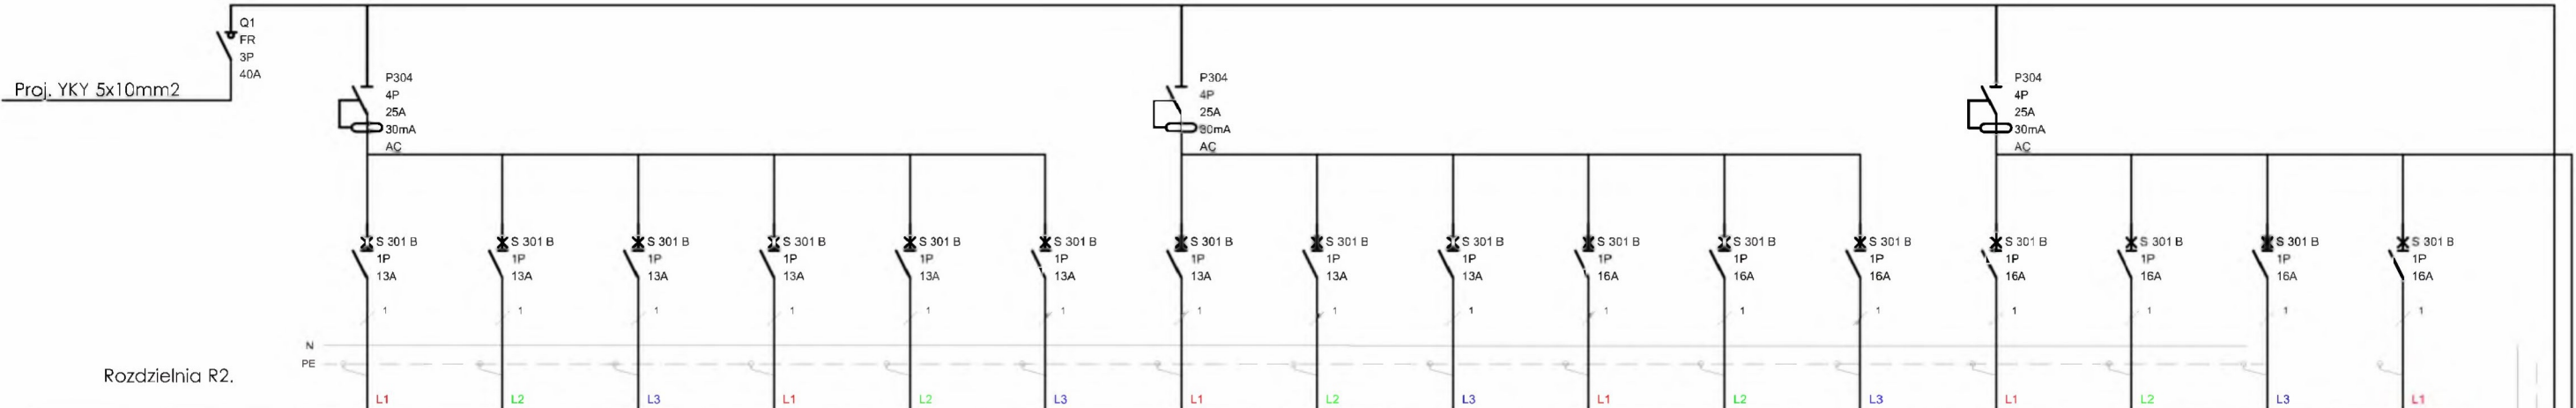 Q1
FR
3P
40A
Proj. YKY 5x10mm2
P304
4P
25A
30mA
AC
P304
4P
25A
30mA
AC
P304
4P
25A
30mA
AC
S 301 B
1P
13A
1
S 301 B
1P
13A
1
S 301 B
1P
13A
1
S 301 B
1P
13A
1
S 301 B
1P
13A
1
S 301 B
1P
13A
1
S 301 B
1P
13A
1
S 301 B
1P
13A
1
S 301 B
1P
13A
1
S 301 B
1P
16A
1
S 301 B
1P
16A
1
S 301 B
1P
16A
1
S 301 B
1P
16A
1
S 301 B
1P
16A
1
S 301 B
1P
16A
1
S 301 B
1P
16A
1
N
PE
Rozdzielnia R2.
L1
L2
L3
L1
L2
L3
L1
L2
L3
L1
L2
L3
L1
L2
L3
L1